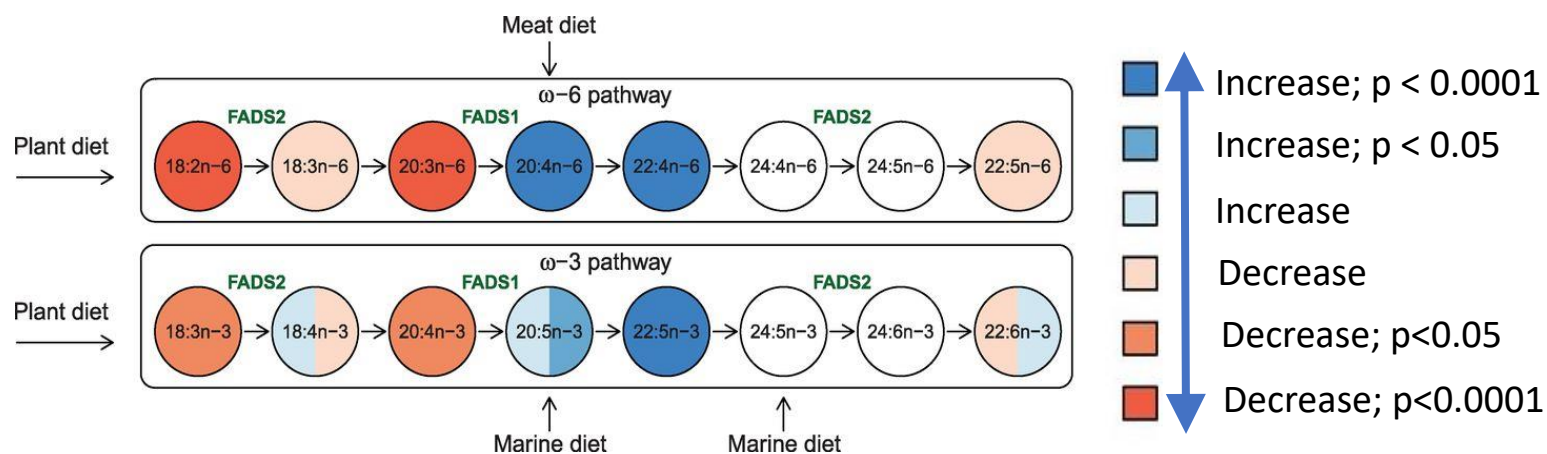 Meat diet
ω−6 pathway
FADS2 FADS1 FADS2
Plant diet
18:2n−6 18:3n−6 20:3n−6 20:4n−6 22:4n−6 24:4n−6 24:5n−6 22:5n−6
ω−3 pathway
FADS2 FADS1 FADS2
Plant diet
18:3n−3 18:4n−3 20:4n−3 20:5n−3 22:5n−3 24:5n−3 24:6n−3 22:6n−3
Marine diet Marine diet
Increase; p < 0.0001
Increase; p < 0.05
Increase
Decrease
Decrease; p<0.05
Decrease; p<0.0001